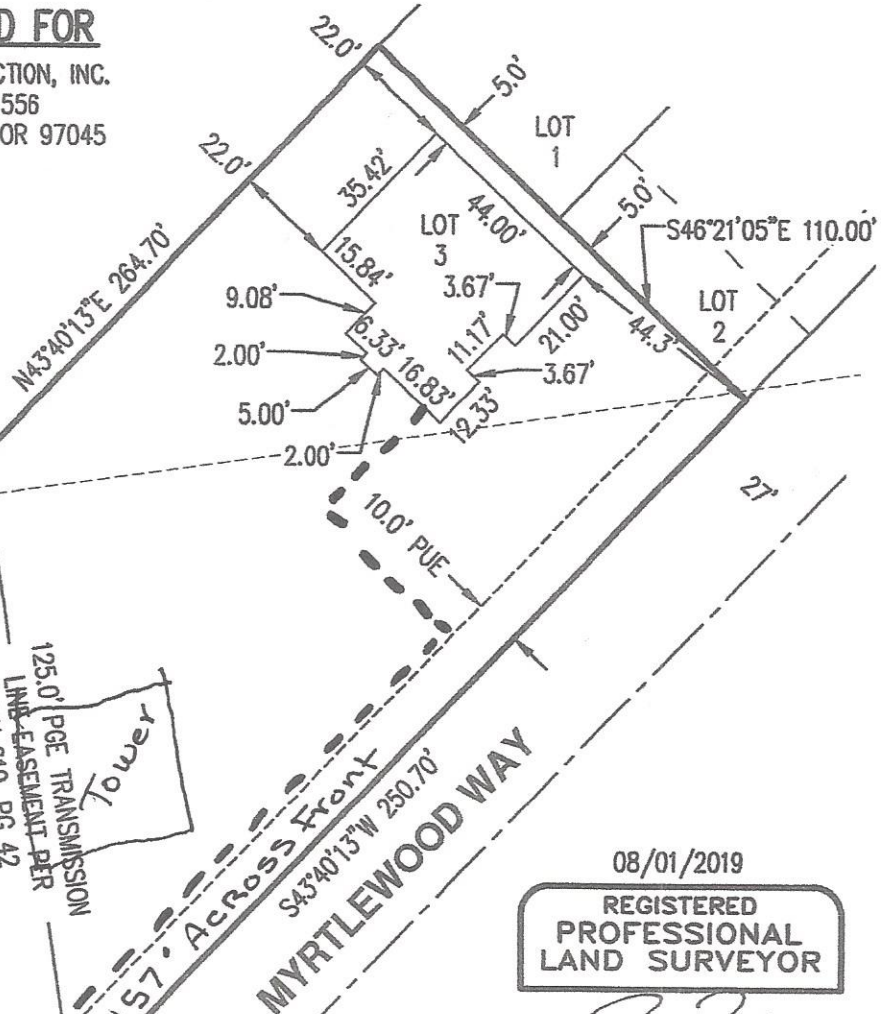 D FOR
CTION, INC.
556
OR 97045
22.0'
5.0'
LOT
1
22.0'
35.42'
44.00'
5.0'
S46°21'05"E 110.00'
LOT
3
15.84'
3.67'
LOT
2
N43°40'13"E 264.70'
9.08'
6.33'
11.17'
21.00'
44.3'
2.00'
16.83'
3.67'
5.00'
12.33'
2.00'
27'
10.0' PUE
125.0' PGE TRANSMISSION
LINE EASEMENT PER
PG 42
Tower
57' Across Front
S43°40'13"W 250.70'
MYRTLEWOOD WAY
08/01/2019
REGISTERED
PROFESSIONAL
LAND SURVEYOR